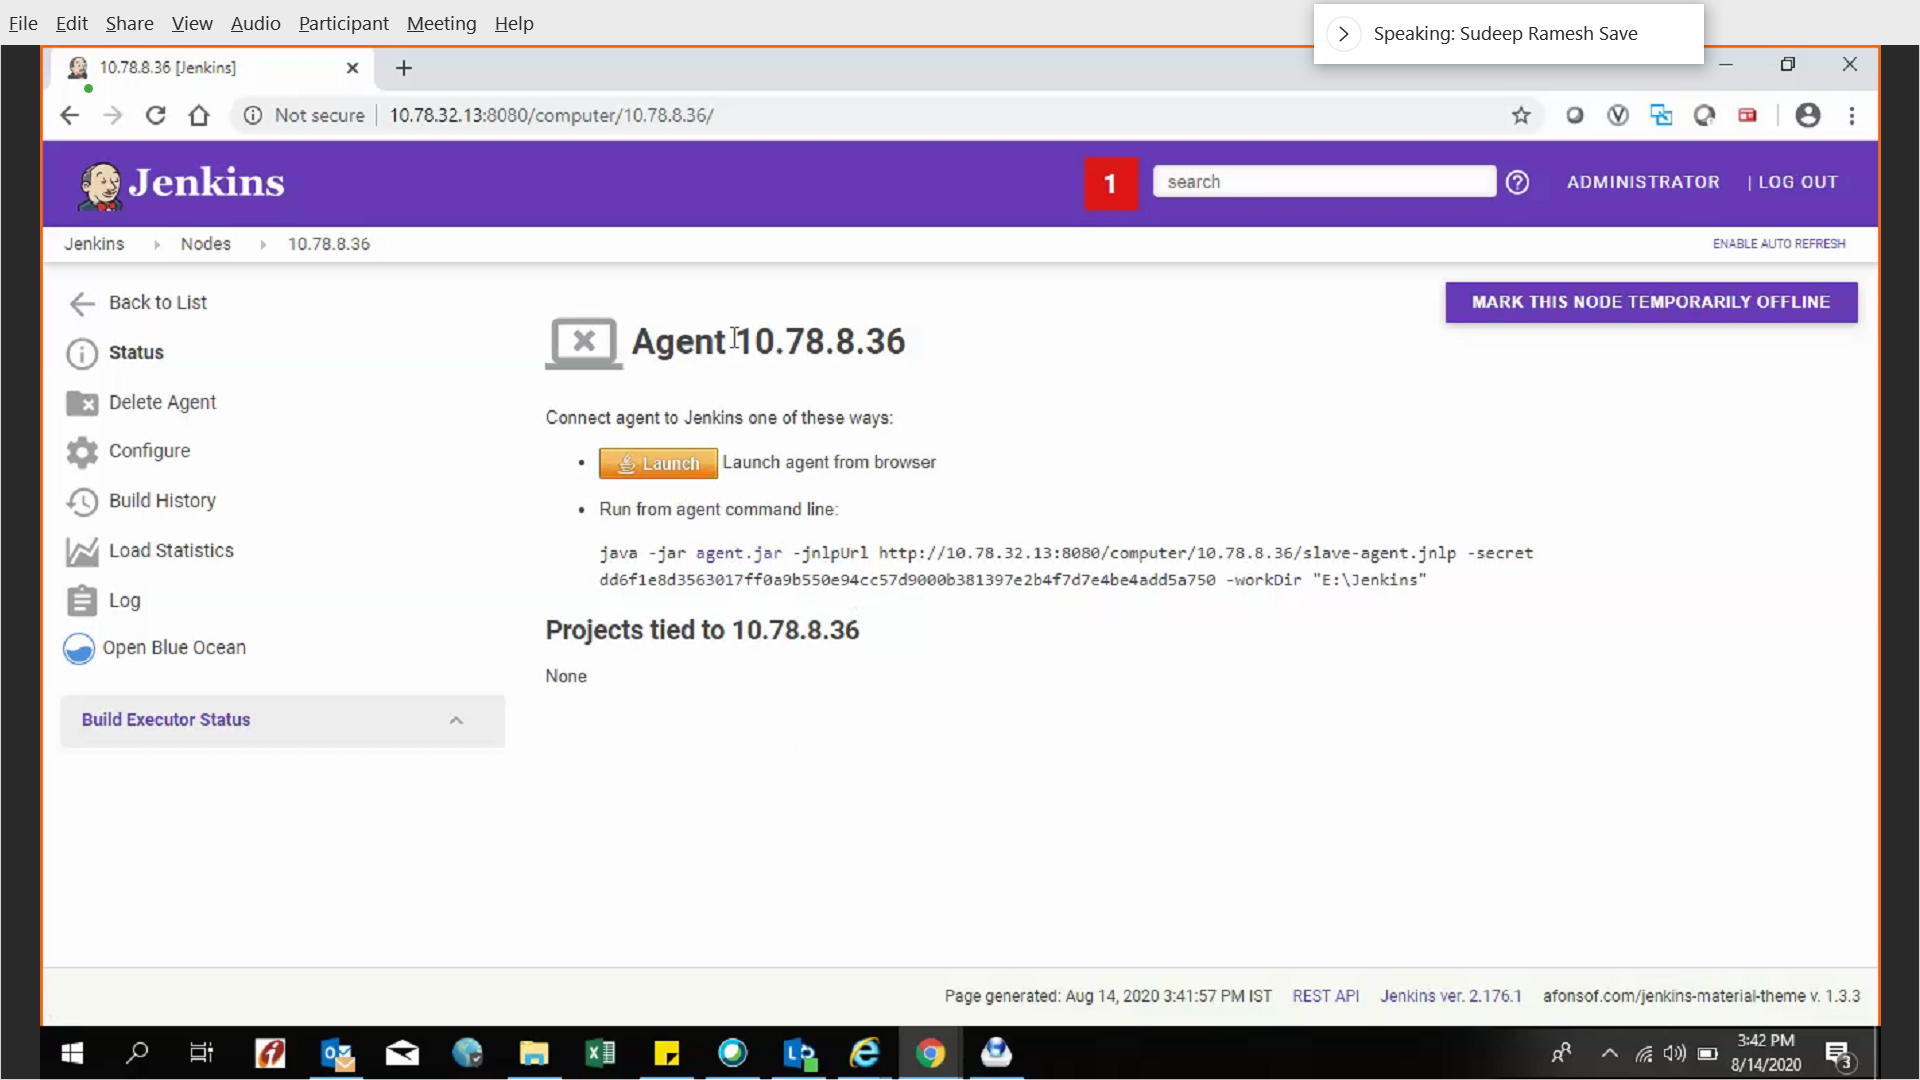 File Edit Share View Audio Participant Meeting Help
Speaking: Sudeep Ramesh Save
10.78.8.36 [Jenkins]
Not secure 10.78.32.13:8080/computer/10.78.8.36/
Jenkins
1
search
ADMINISTRATOR
| LOG OUT
Jenkins
Nodes
10.78.8.36
ENABLE AUTO REFRESH
Back to List
Status
Delete Agent
Configure
Build History
Load Statistics
Log
Open Blue Ocean
Build Executor Status
MARK THIS NODE TEMPORARILY OFFLINE
Agent 10.78.8.36
Connect agent to Jenkins one of these ways:
• Launch Launch agent from browser
• Run from agent command line:
java -jar agent.jar -jnlpUrl http://10.78.32.13:8080/computer/10.78.8.36/slave-agent.jnlp -secret
dd6f1e8d3563017ff0a9b550e94cc57d9000b381397e2b4f7d7e4be4add5a750 -workDir "E:\Jenkins"
Projects tied to 10.78.8.36
None
Page generated: Aug 14, 2020 3:41:57 PM IST
REST API
Jenkins ver. 2.176.1
afonsof.com/jenkins-material-theme v. 1.3.3
3:42 PM
8/14/2020
3